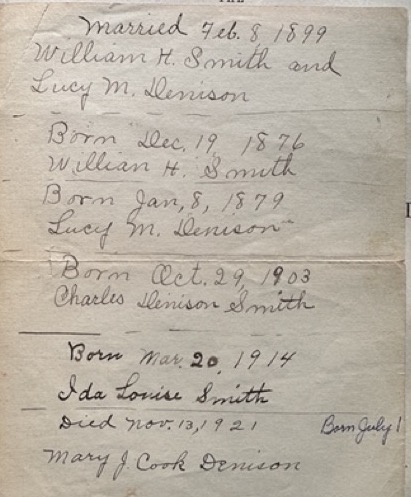 Married Feb. 8, 1899
William H. Smith and
Lucy M. Denison
Born Dec. 19 1876
Willian H. Smith
Born Jan, 8, 1879
Lucy M. Denison
Born Oct. 29, 1903
Charles Denison Smith
Born Mar. 20, 1914
Ida Louise Smith
Died Nov. 13, 1921
Born July 1
Mary J. Cook Denison